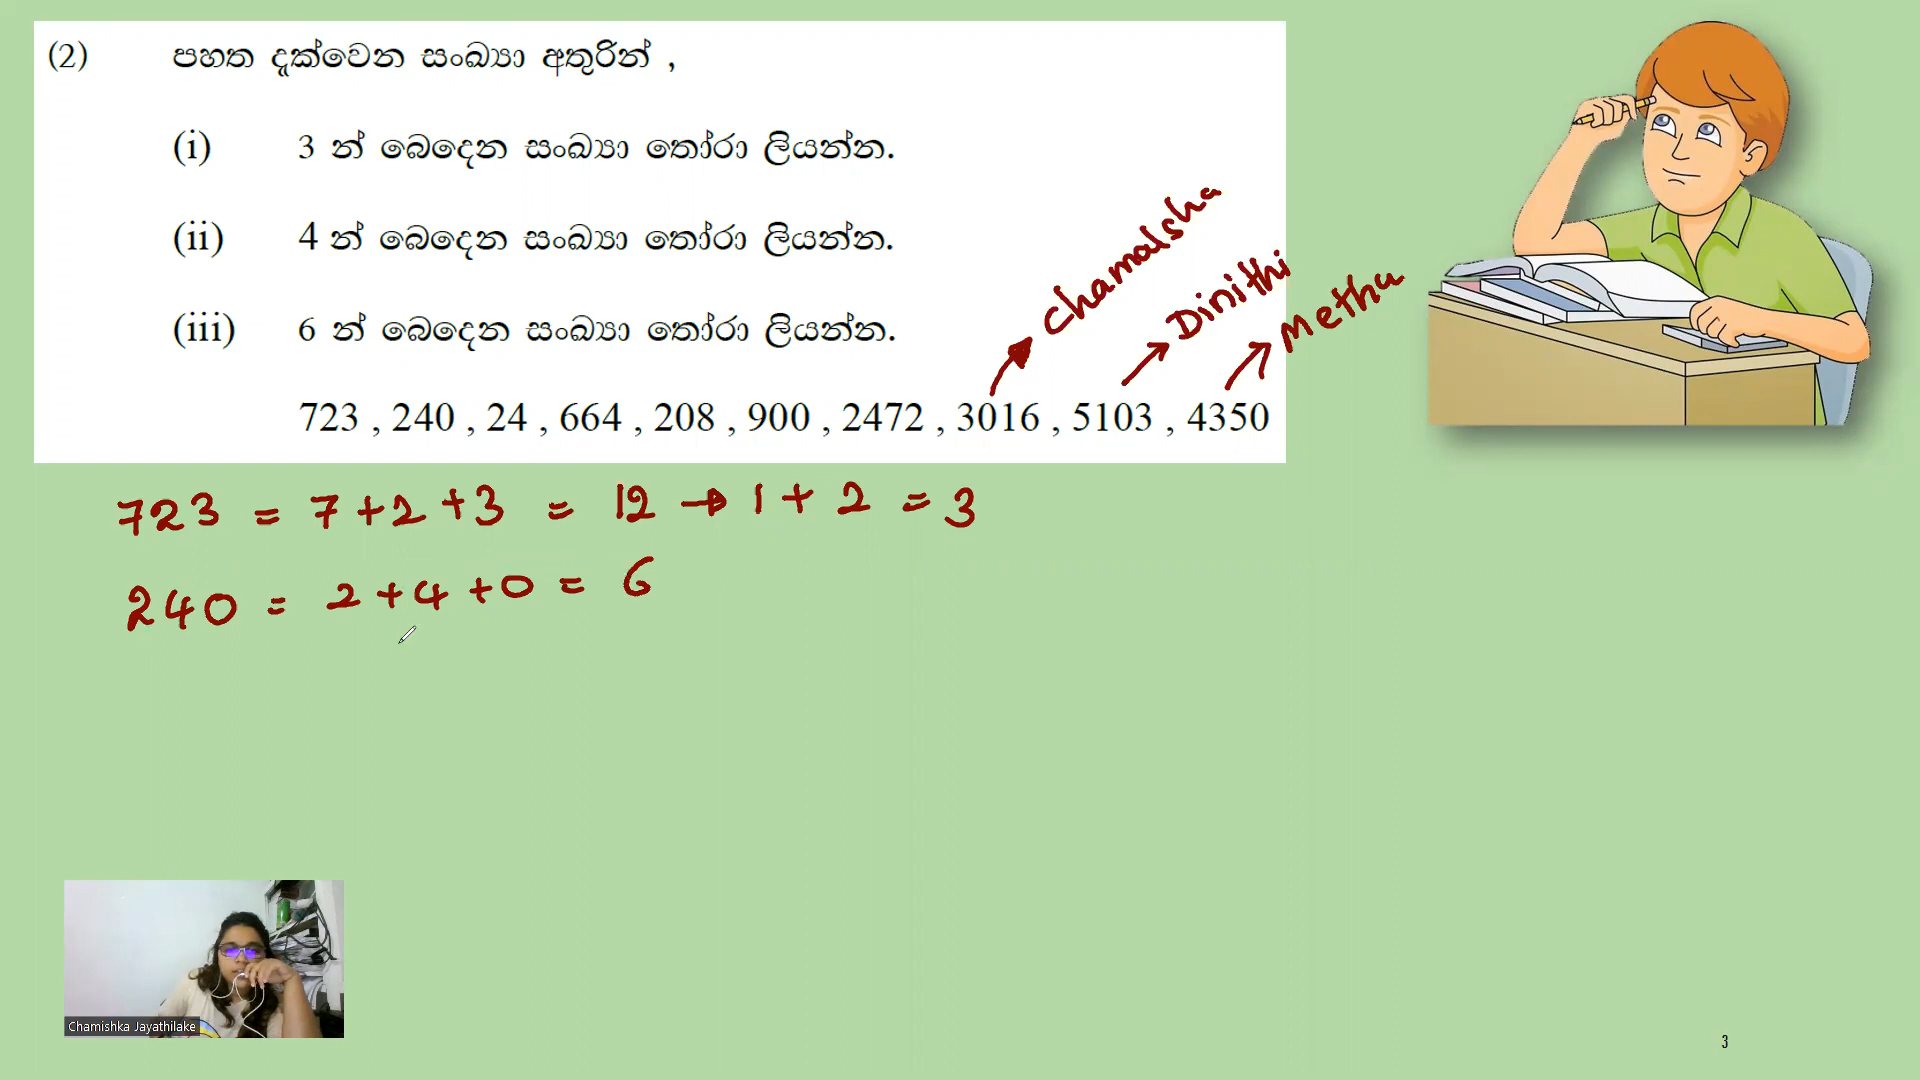 (2) පහත දැක්වෙන සංඛ්‍යා අතුරින් ,
(i) 3 න් බෙදෙන සංඛ්‍යා තෝරා ලියන්න.
(ii) 4 න් බෙදෙන සංඛ්‍යා තෝරා ලියන්න.
(iii) 6 න් බෙදෙන සංඛ්‍යා තෝරා ලියන්න.
Chamalsha
Dinithi
Metha
723 , 240 , 24 , 664 , 208 , 900 , 2472 , 3016 , 5103 , 4350
723 = 7+2+3 = 12 → 1 + 2 = 3
240 = 2+4+0 = 6
Chamishka Jayathilake
3